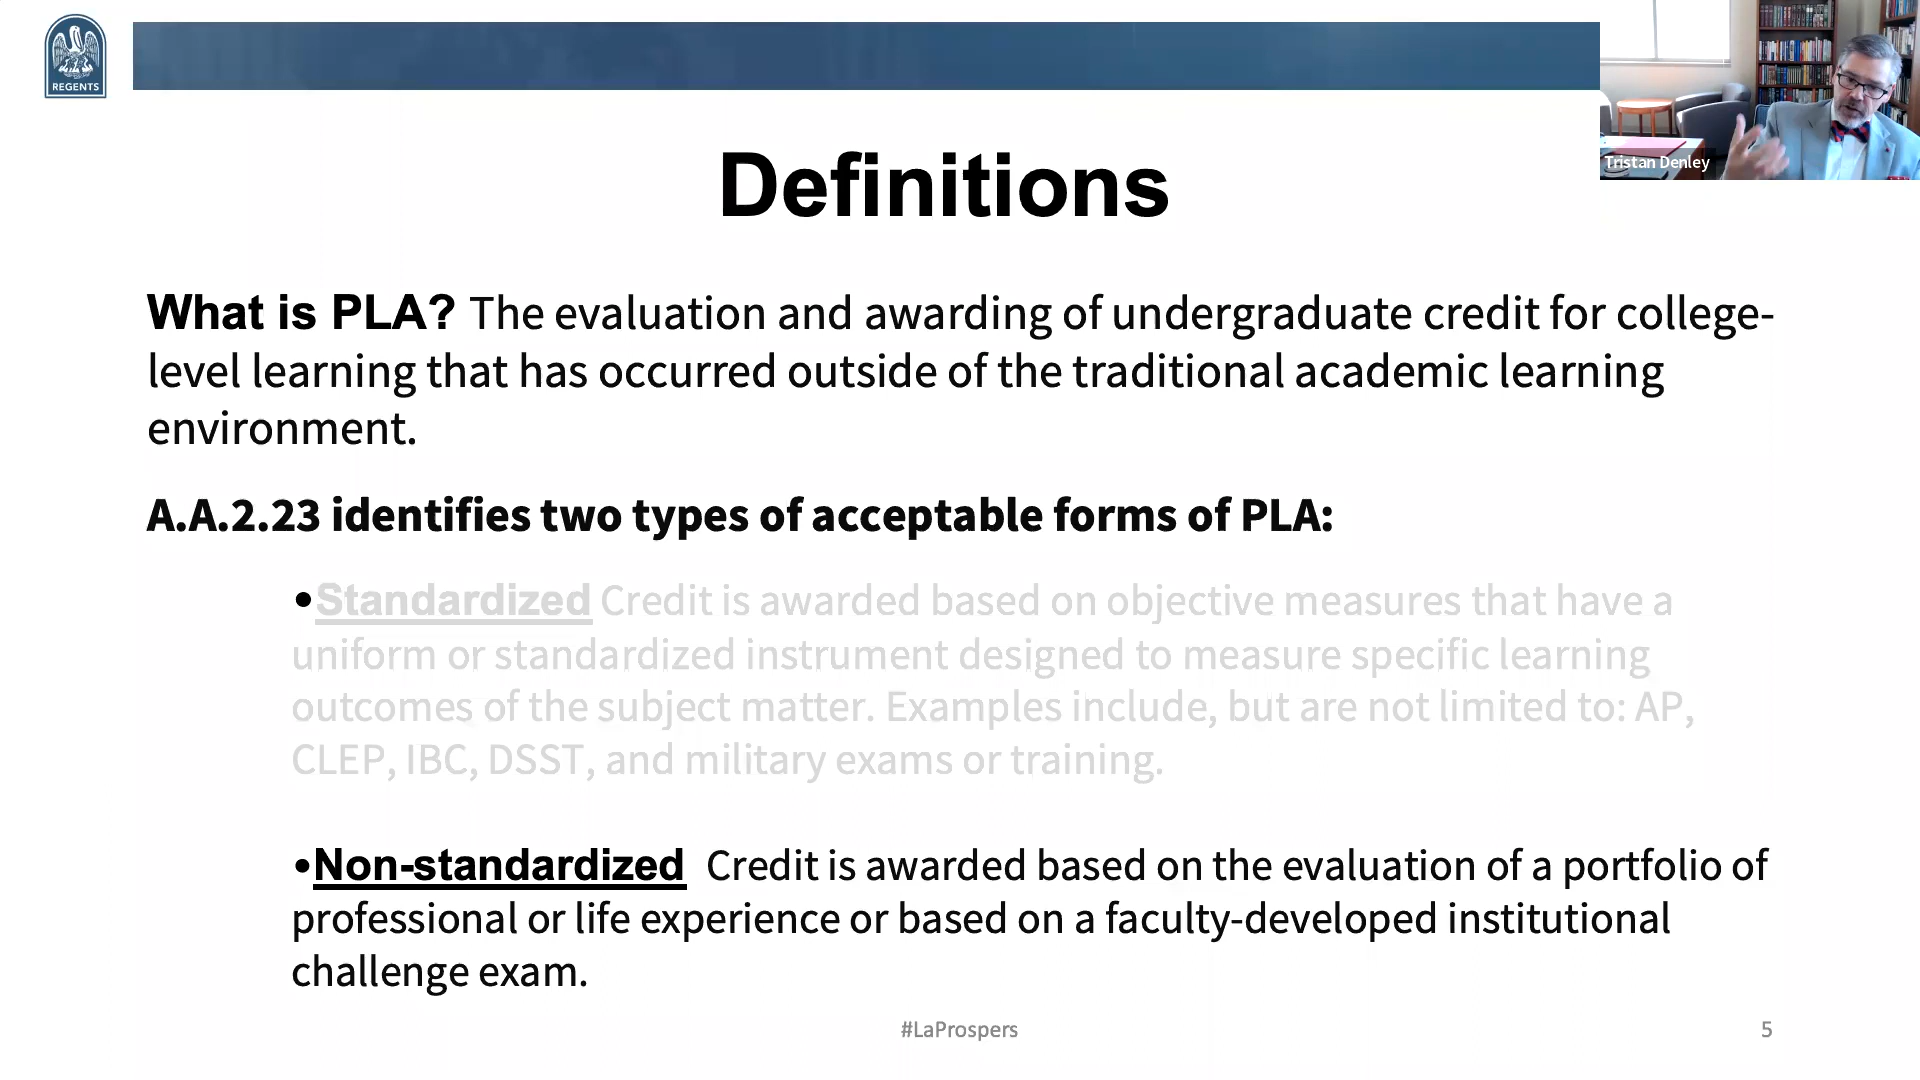 REGENTS
Tristan Denley
Definitions
What is PLA? The evaluation and awarding of undergraduate credit for college-
level learning that has occurred outside of the traditional academic learning
environment.
A.A.2.23 identifies two types of acceptable forms of PLA:
•Standardized Credit is awarded based on objective measures that have a
uniform or standardized instrument designed to measure specific learning
outcomes of the subject matter. Examples include, but are not limited to: AP,
CLEP, IBC, DSST, and military exams or training.
•Non-standardized Credit is awarded based on the evaluation of a portfolio of
professional or life experience or based on a faculty-developed institutional
challenge exam.
#LaProspers
5